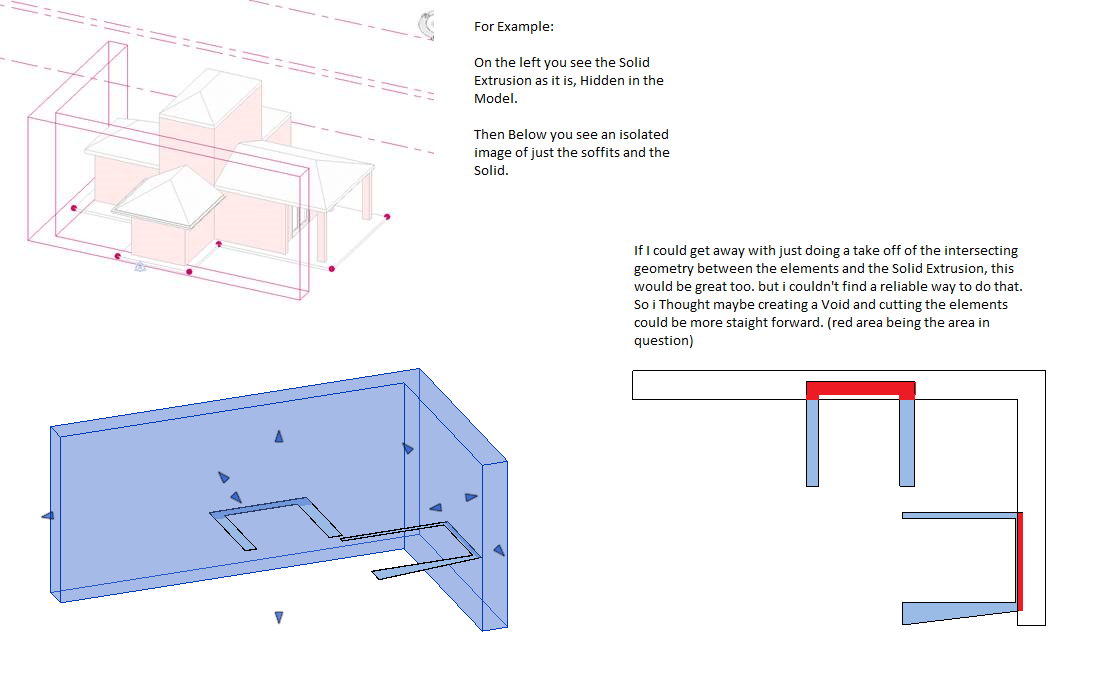 For Example:
On the left you see the Solid
Extrusion as it is, Hidden in the
Model.
Then Below you see an isolated
image of just the soffits and the
Solid.
If I could get away with just doing a take off of the intersecting
geometry between the elements and the Solid Extrusion, this
would be great too. but i couldn't find a reliable way to do that.
So i Thought maybe creating a Void and cutting the elements
could be more staight forward. (red area being the area in
question)